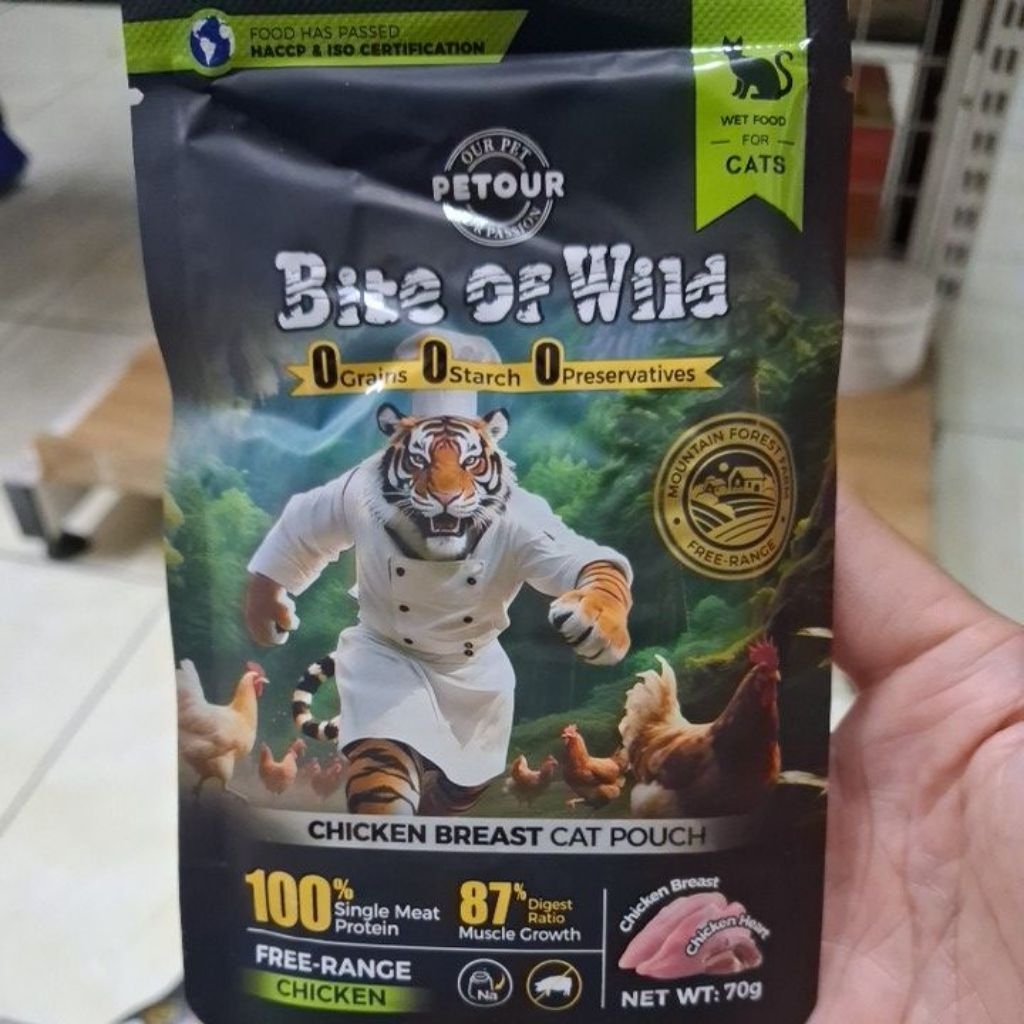 FOOD HAS PASSED
HACCP & ISO CERTIFICATION
WET FOOD
FOR
CATS
OUR PET
PETOUR
OUR PASSION
Bite of Wild
0 Grains 0 Starch 0 Preservatives
MOUNTAIN FOREST FARM
FREE-RANGE
CHICKEN BREAST CAT POUCH
100% Single Meat Protein
87% Digest Ratio
Muscle Growth
FREE-RANGE
CHICKEN
Na
Chicken Breast
Chicken Heart
NET WT: 70g